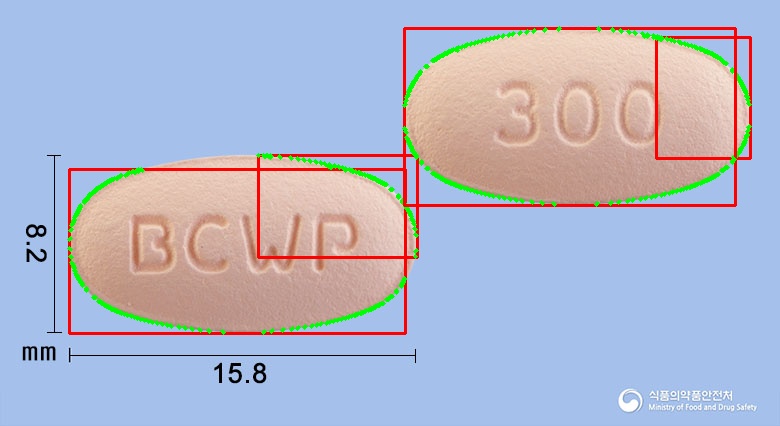 300
BCWP
8.2
mm
15.8
식품의약품안전처
Ministry of Food and Drug Safety